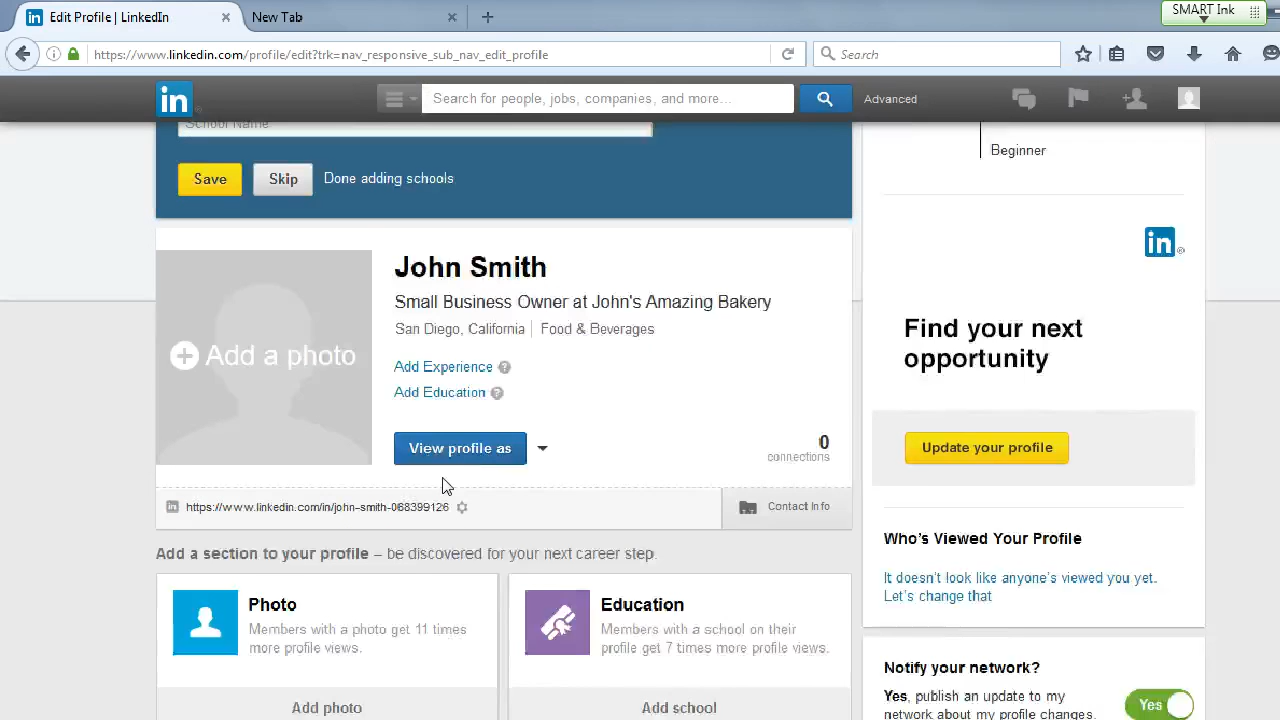 Edit Profile | LinkedIn
New Tab
SMART Ink
https://www.linkedin.com/profile/edit?trk=nav_responsive_sub_nav_edit_profile
Search
in
Search for people, jobs, companies, and more...
Advanced
School Name
Save
Skip
Done adding schools
Beginner
in
John Smith
Small Business Owner at John's Amazing Bakery
San Diego, California
Food & Beverages
Add a photo
Add Experience
Add Education
View profile as
0
connections
https://www.linkedin.com/in/john-smith-068399126
Contact Info
Find your next
opportunity
Update your profile
Who's Viewed Your Profile
It doesn't look like anyone's viewed you yet.
Let's change that
Add a section to your profile – be discovered for your next career step.
Photo
Members with a photo get 11 times
more profile views.
Add photo
Education
Members with a school on their
profile get 7 times more profile views.
Add school
Notify your network?
Yes, publish an update to my
network about my profile changes.
Yes